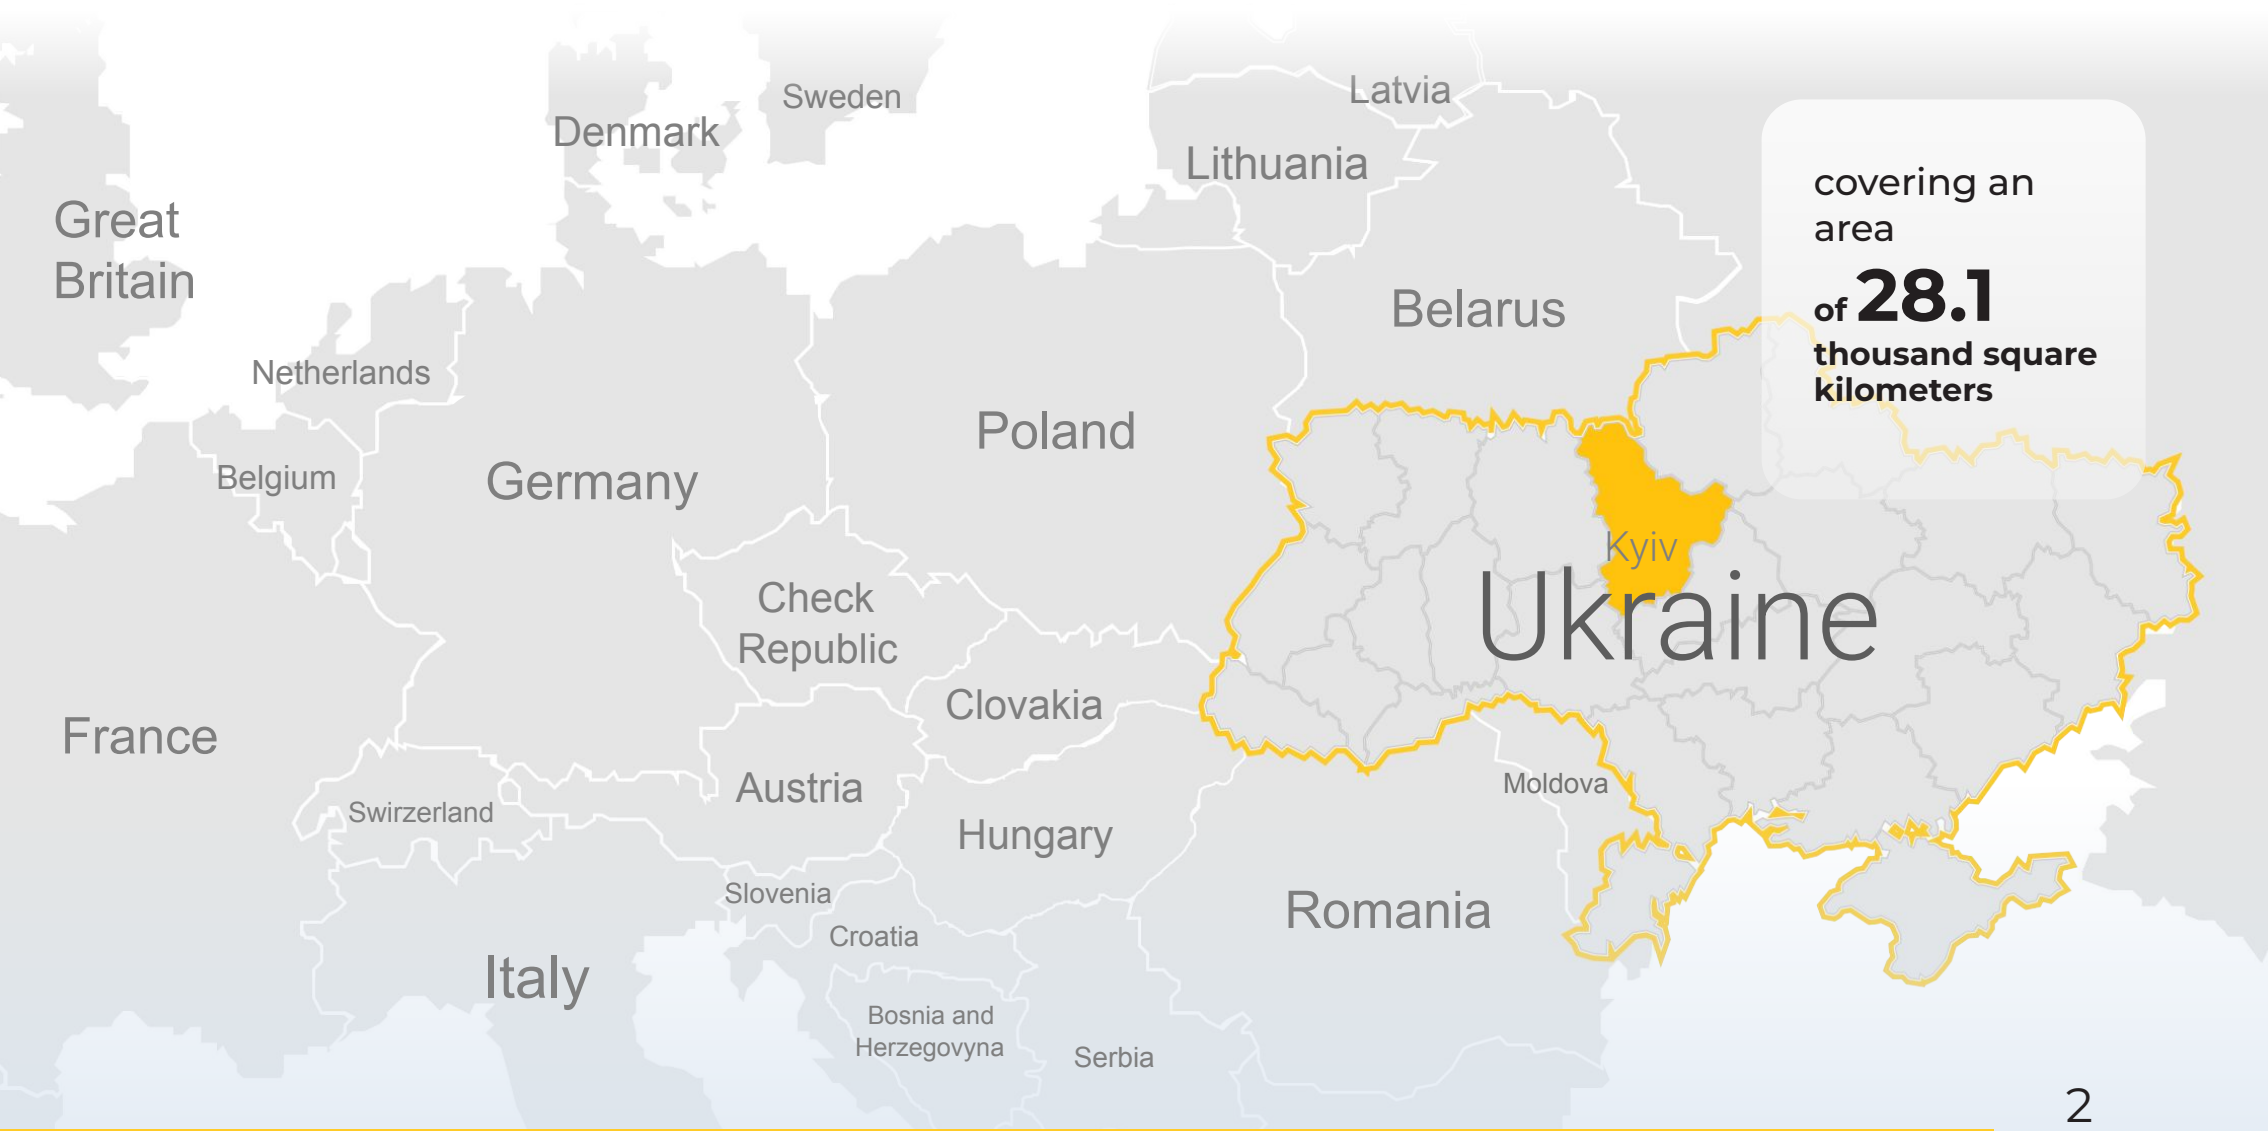 Sweden
Latvia
Denmark
Lithuania
covering an
area
of 28.1
thousand square
kilometers
Great
Britain
Belarus
Netherlands
Poland
Belgium
Germany
Kyiv
Ukraine
Check
Republic
Clovakia
France
Austria
Moldova
Swirzerland
Hungary
Slovenia
Romania
Croatia
Italy
Bosnia and
Herzegovyna
Serbia
2